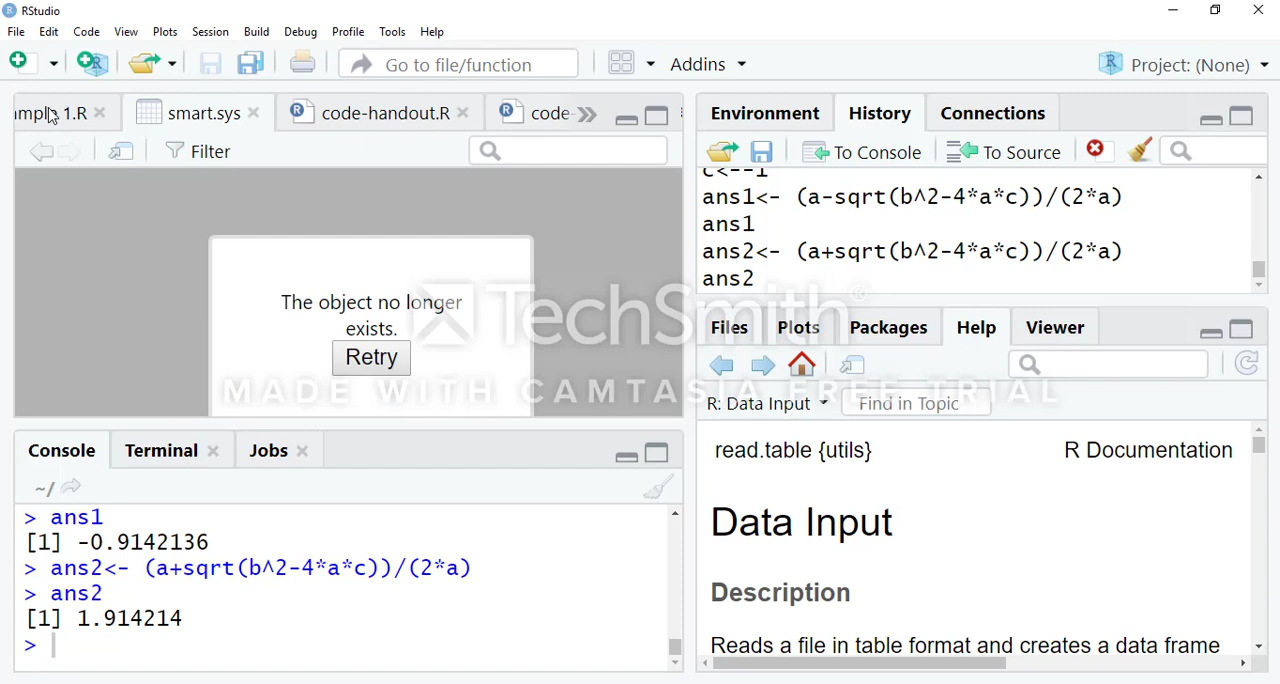 RStudio
File Edit Code View Plots Session Build Debug Profile Tools Help
Go to file/function Addins Project: (None)
1.R smart.sys code-handout.R code-
Filter
The object no longer
exists.
Retry
Console Terminal Jobs
~/
> ans1
[1] -0.9142136
> ans2<- (a+sqrt(b^2-4*a*c))/(2*a)
> ans2
[1] 1.914214
>
Environment History Connections
To Console To Source
c<--1
ans1<- (a-sqrt(b^2-4*a*c))/(2*a)
ans1
ans2<- (a+sqrt(b^2-4*a*c))/(2*a)
ans2
Files Plots Packages Help Viewer
R: Data Input Find in Topic
read.table {utils} R Documentation
Data Input
Description
Reads a file in table format and creates a data frame
TechSmith®
MADE WITH CAMTASIA FREE TRIAL